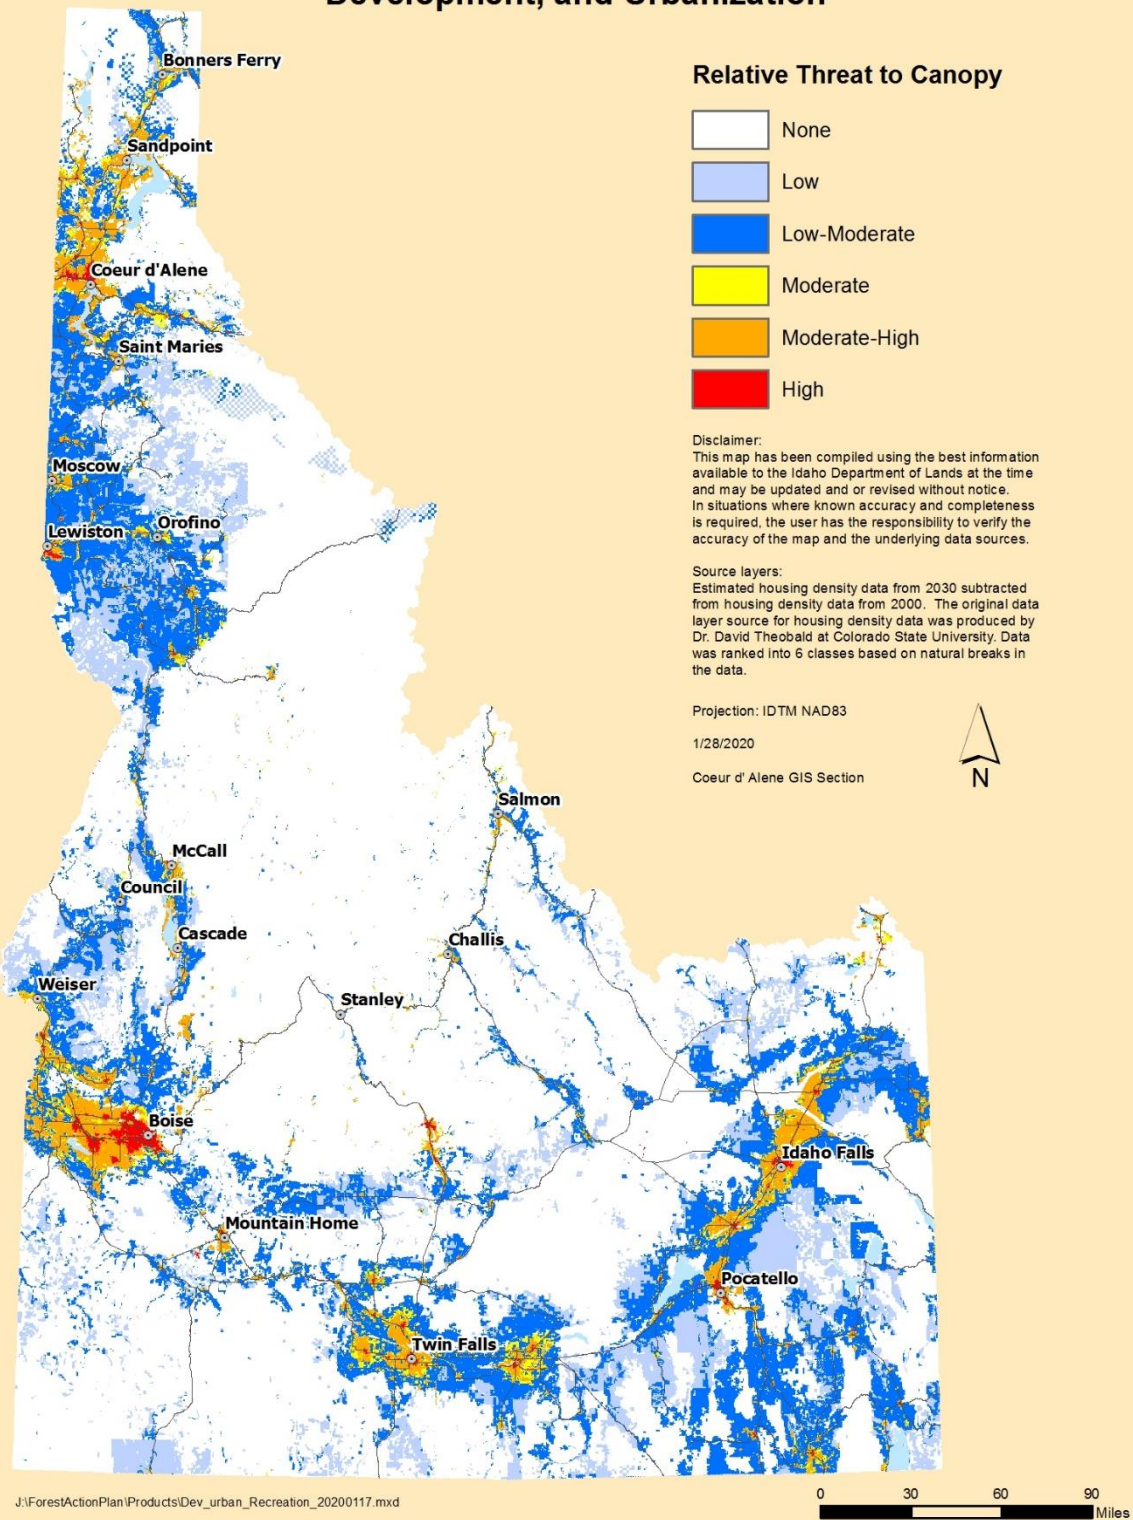 Development, and Urbanization
Bonners Ferry
Sandpoint
Coeur d'Alene
Saint Maries
Moscow
Orofino
Lewiston
Salmon
McCall
Council
Cascade
Challis
Weiser
Stanley
Boise
Idaho Falls
Mountain Home
Pocatello
Twin Falls
Relative Threat to Canopy
None
Low
Low-Moderate
Moderate
Moderate-High
High
Disclaimer:
This map has been compiled using the best information
available to the Idaho Department of Lands at the time
and may be updated and or revised without notice.
In situations where known accuracy and completeness
is required, the user has the responsibility to verify the
accuracy of the map and the underlying data sources.
Source layers:
Estimated housing density data from 2030 subtracted
from housing density data from 2000. The original data
layer source for housing density data was produced by
Dr. David Theobald at Colorado State University. Data
was ranked into 6 classes based on natural breaks in
the data.
Projection: IDTM NAD83
1/28/2020
Coeur d' Alene GIS Section
N
J:\ForestActionPlan\Products\Dev_urban_Recreation_20200117.mxd
0 30 60 90
Miles